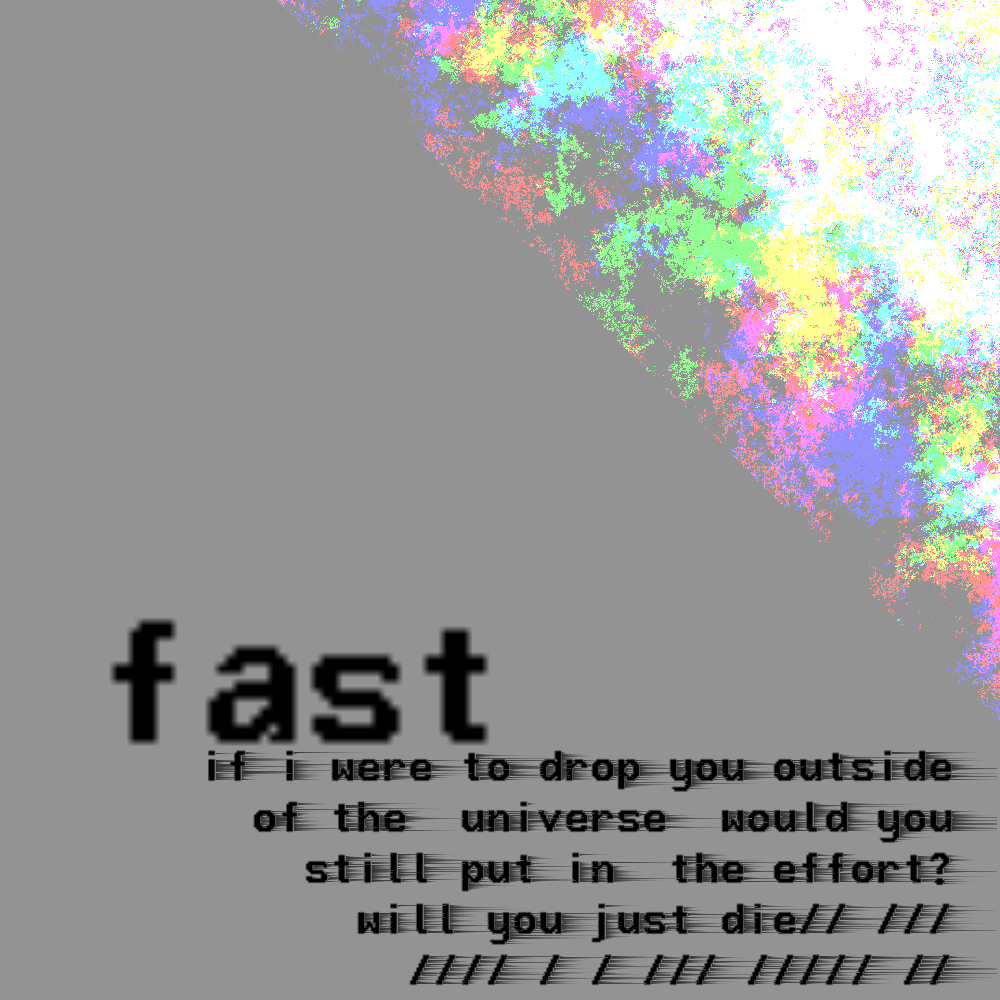 fast
if i were to drop you outside
of the  universe  would you
still put in  the effort?
will you just die// ///
//// / / /// ///// //